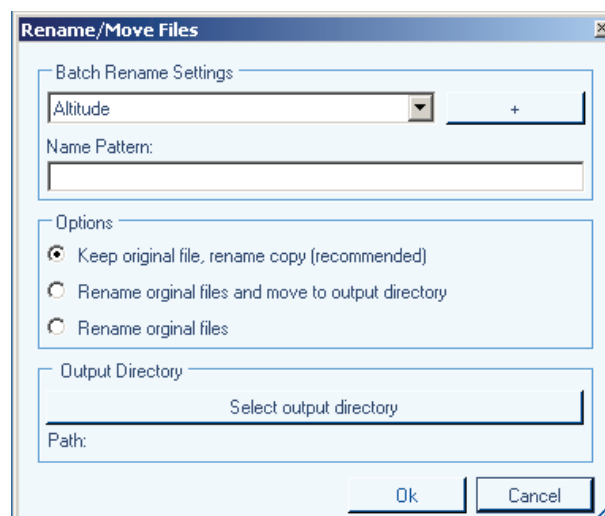 Rename/Move Files
Batch Rename Settings
Altitude
+
Name Pattern:
Options
Keep original file, rename copy (recommended)
Rename orginal files and move to output directory
Rename orginal files
Output Directory
Select output directory
Path:
Ok Cancel